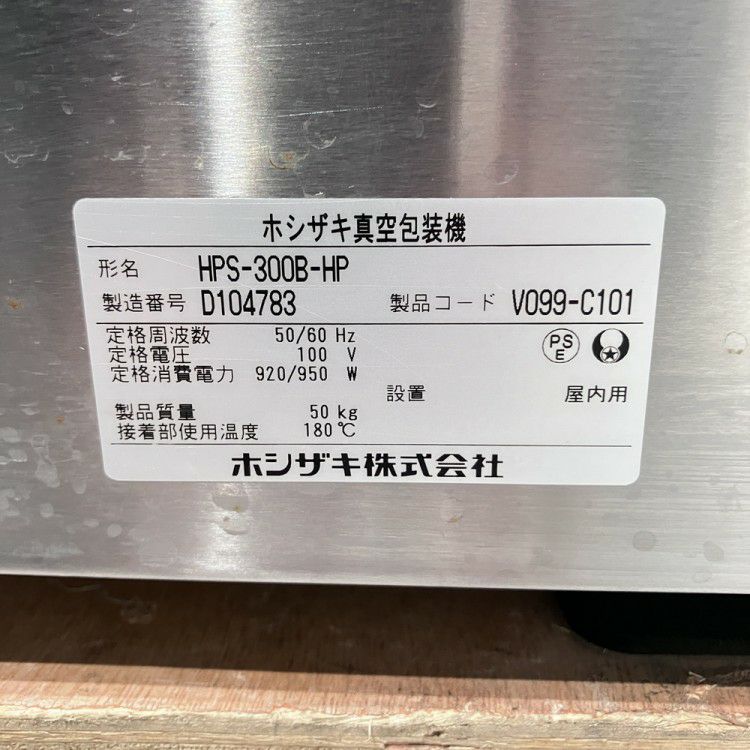 ホシザキ真空包装機
形名 HPS-300B-HP
製造番号 D104783 製品コード V099-C101
定格周波数 50/60 Hz
定格電圧 100 V
定格消費電力 920/950 W
PS
E
設置 屋内用
製品質量 50 kg
接着部使用温度 180℃
ホシザキ株式会社